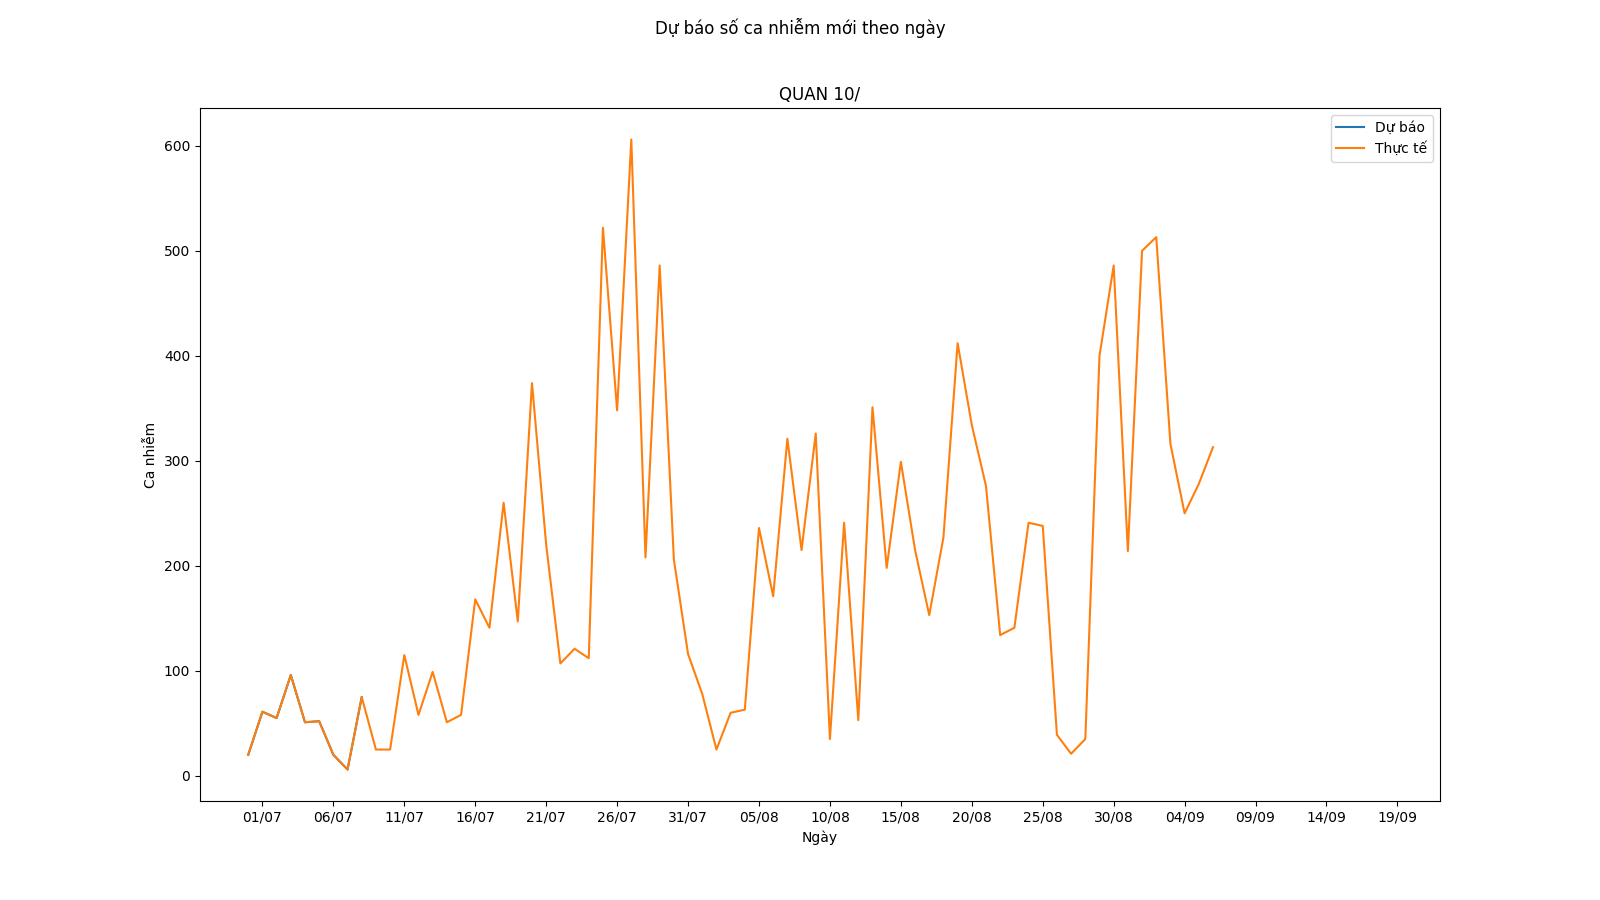 Dự báo số ca nhiễm mới theo ngày
QUAN 10/
Dự báo
Thực tế
600
500
400
300
200
100
0
Ca nhiễm
01/07 06/07 11/07 16/07 21/07 26/07 31/07 05/08 10/08 15/08 20/08 25/08 30/08 04/09 09/09 14/09 19/09
Ngày